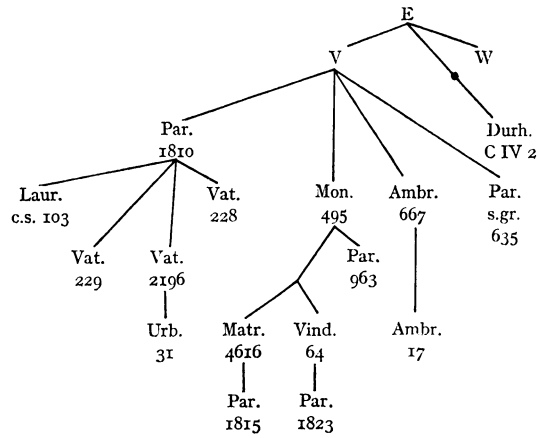 E
V
W
Durh.
C IV 2
Par.
1810
Laur.
c.s. 103
Vat.
228
Mon.
495
Ambr.
667
Par.
s.gr.
635
Vat.
229
Vat.
2196
Par.
963
Urb.
31
Matr.
4616
Vind.
64
Ambr.
17
Par.
1815
Par.
1823